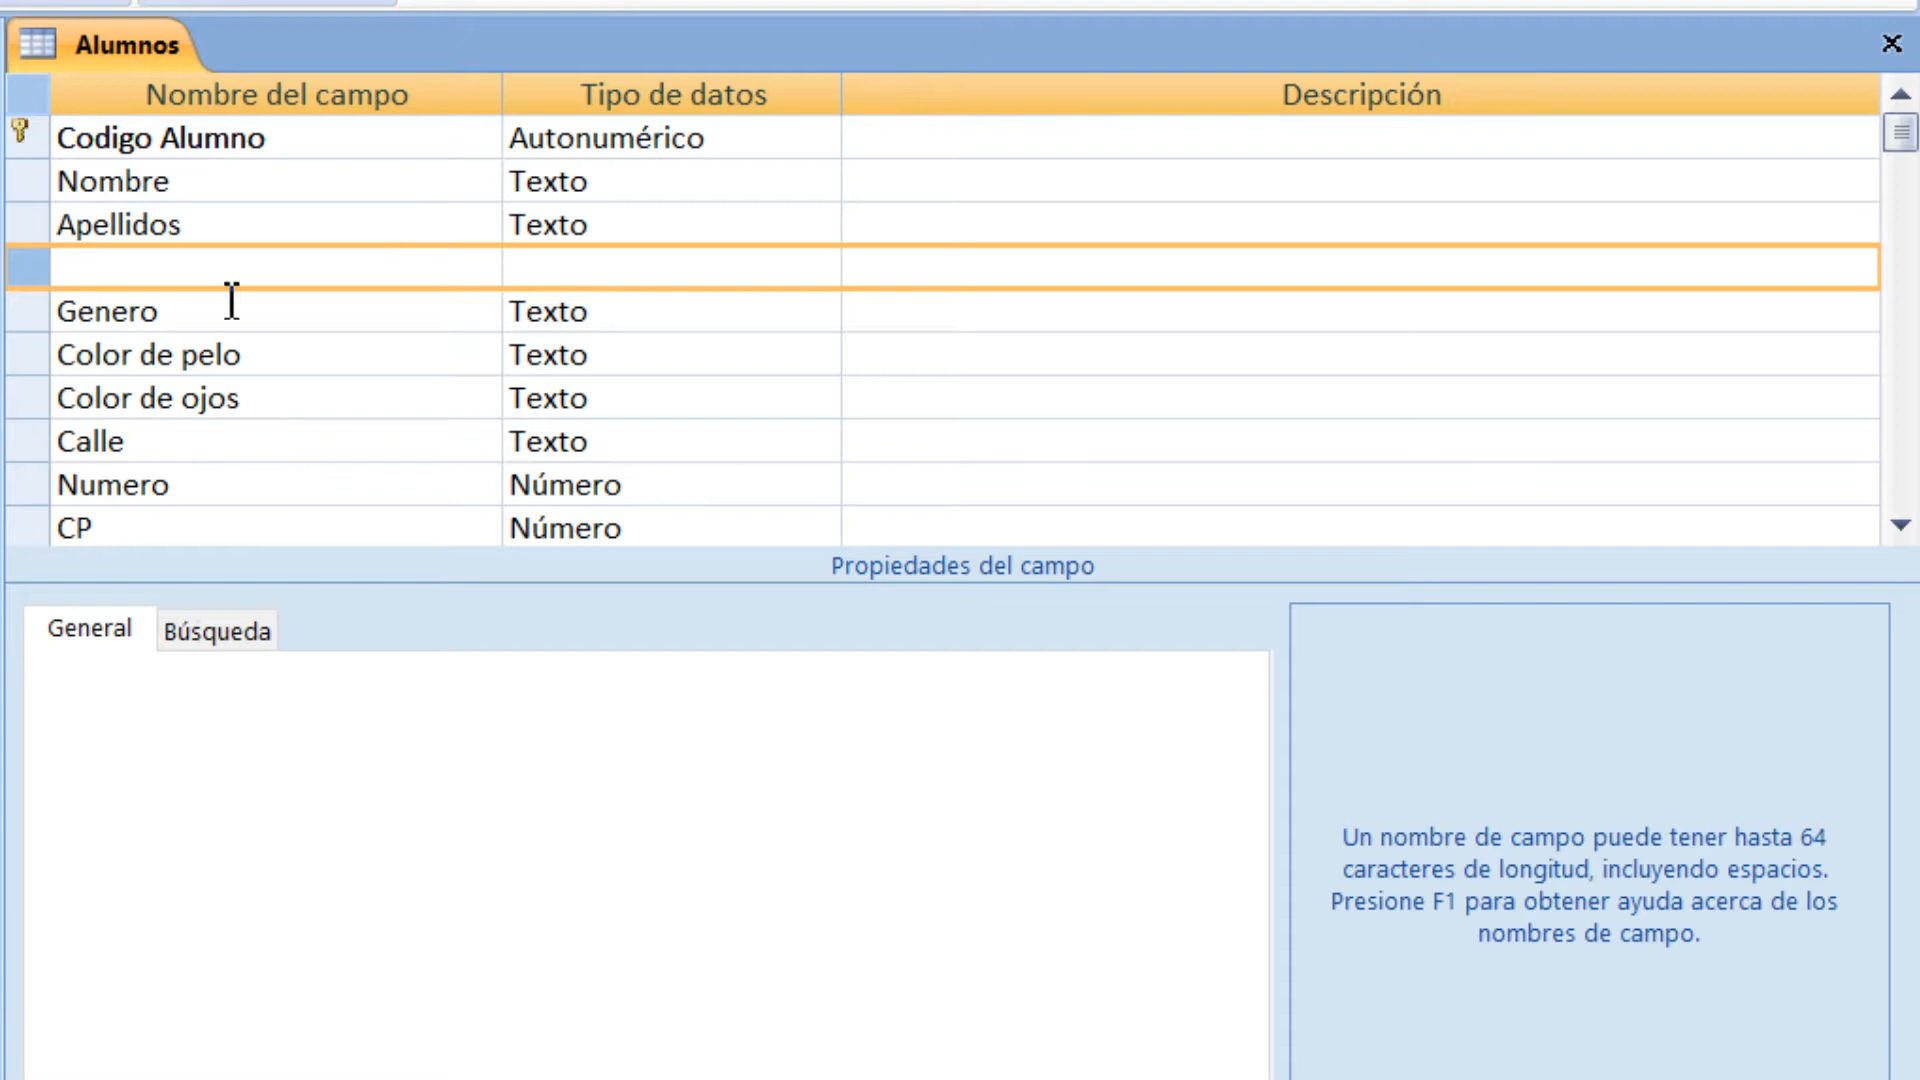 Alumnos
Nombre del campo Tipo de datos Descripción
Codigo Alumno Autonumérico
Nombre Texto
Apellidos Texto
Genero Texto
Color de pelo Texto
Color de ojos Texto
Calle Texto
Numero Número
CP Número
Propiedades del campo
General Búsqueda
Un nombre de campo puede tener hasta 64
caracteres de longitud, incluyendo espacios.
Presione F1 para obtener ayuda acerca de los
nombres de campo.